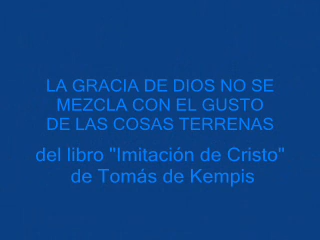 LA GRACIA DE DIOS NO SE
MEZCLA CON EL GUSTO
DE LAS COSAS TERRENAS
del libro "Imitación de Cristo"
de Tomás de Kempis